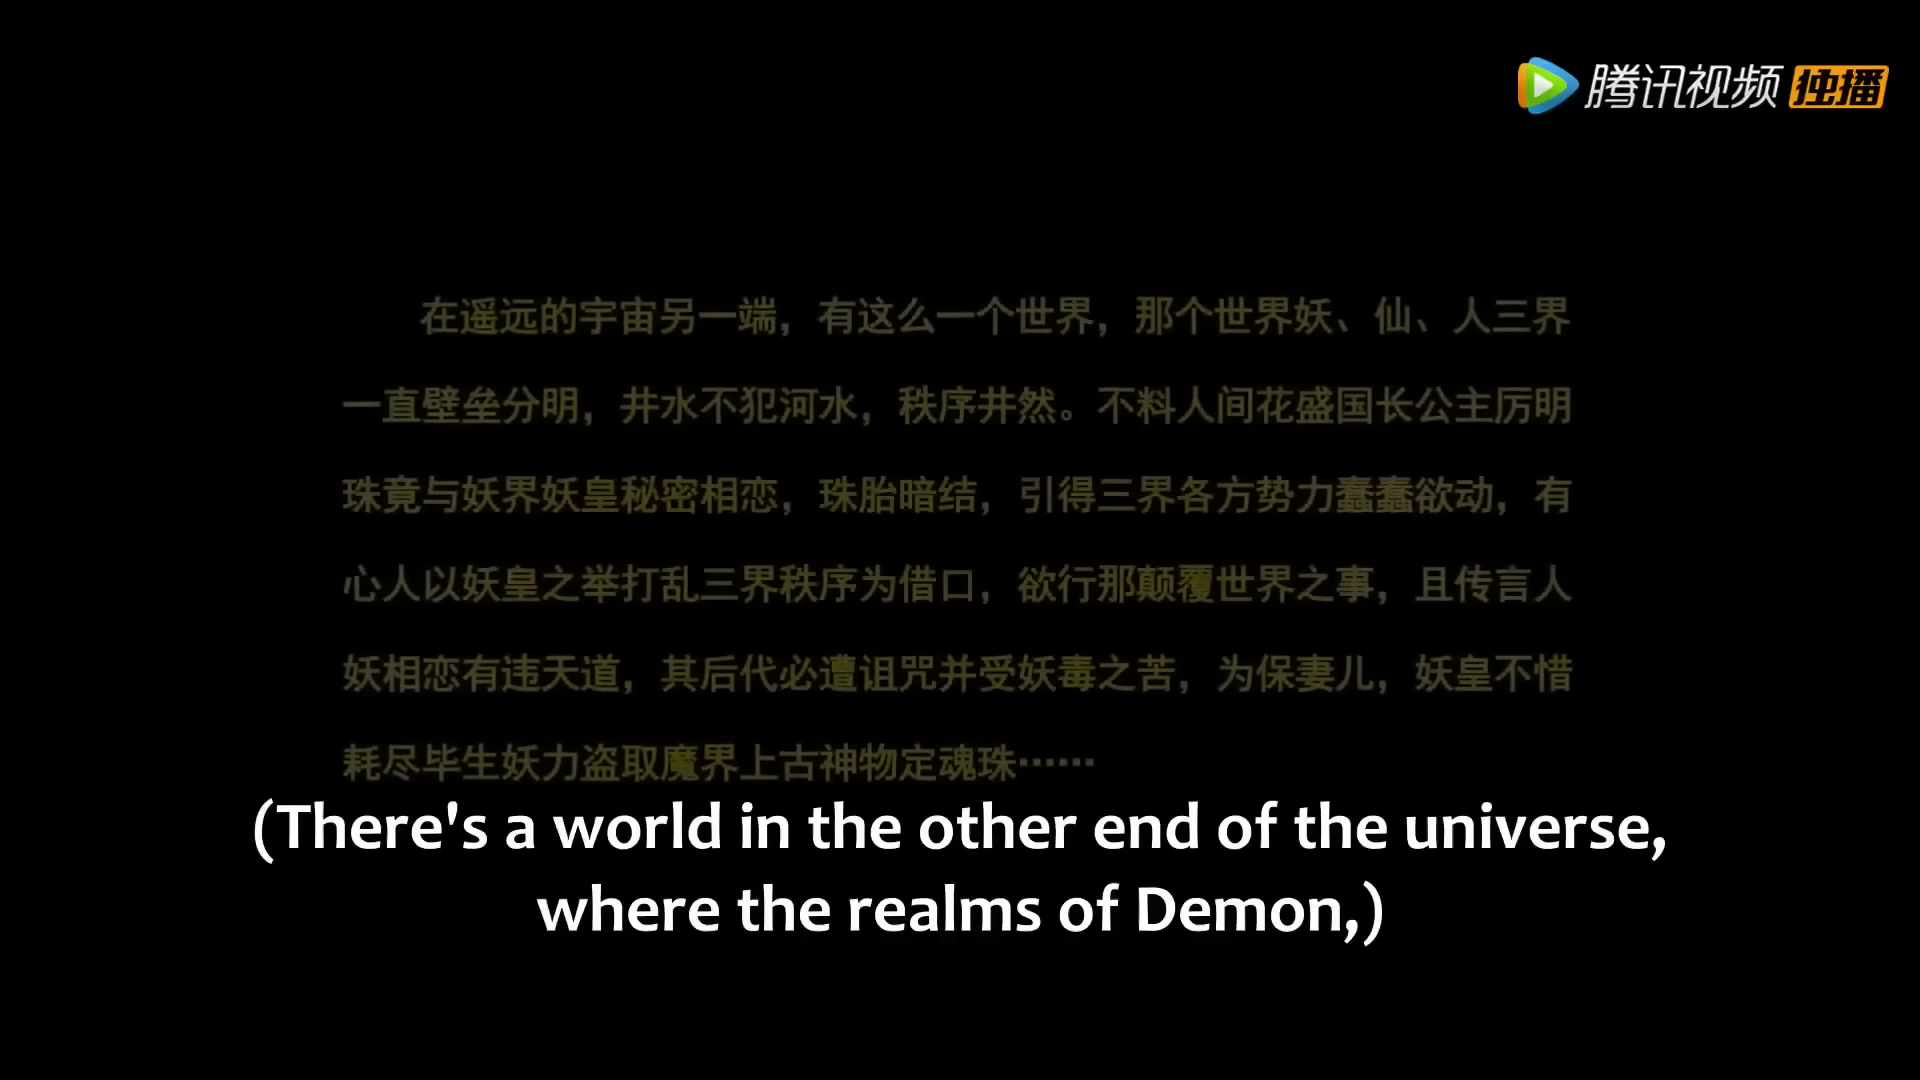 腾讯视频 独播
在遥远的宇宙另一端，有这么一个世界，那个世界妖、仙、人三界
一直壁垒分明，井水不犯河水，秩序井然。不料人间花盛国长公主厉明
珠竟与妖界妖皇秘密相恋，珠胎暗结，引得三界各方势力蠢蠢欲动，有
心人以妖皇之举打乱三界秩序为借口，欲行那颠覆世界之事，且传言人
妖相恋有违天道，其后代必遭诅咒并受妖毒之苦，为保妻儿，妖皇不惜
耗尽毕生妖力盗取魔界上古神物定魂珠……
(There's a world in the other end of the universe,
where the realms of Demon,)